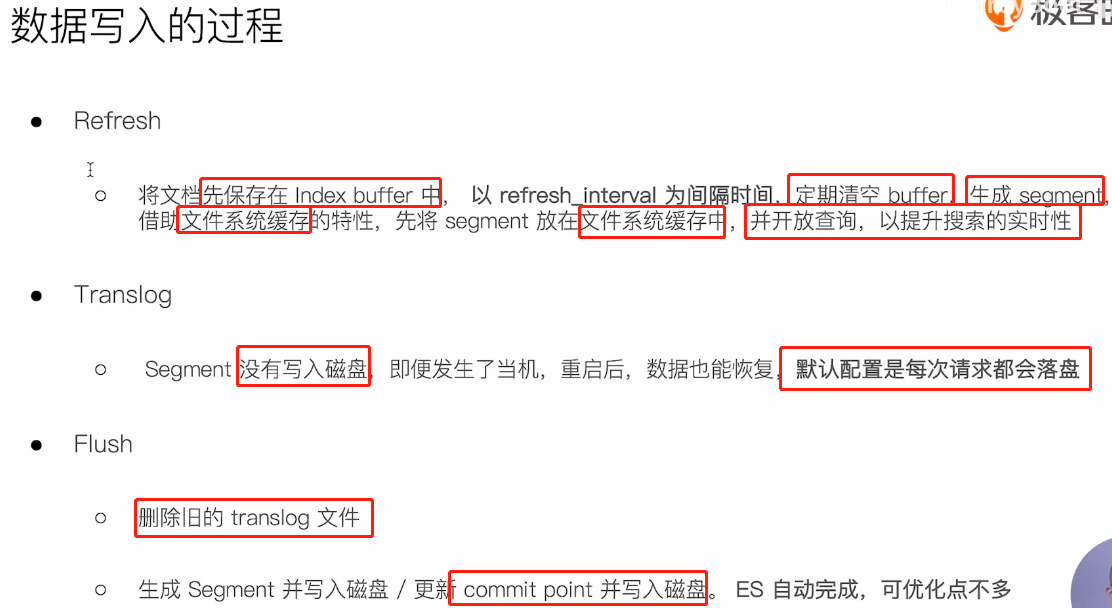 数据写入的过程
极客
● Refresh
○ 将文档先保存在 Index buffer 中， 以 refresh_interval 为间隔时间，定期清空 buffer，生成 segment，
借助文件系统缓存的特性，先将 segment 放在文件系统缓存中，并开放查询，以提升搜索的实时性
● Translog
○ Segment 没有写入磁盘，即便发生了当机，重启后，数据也能恢复，默认配置是每次请求都会落盘
● Flush
○ 删除旧的 translog 文件
○ 生成 Segment 并写入磁盘 / 更新 commit point 并写入磁盘。 ES 自动完成，可优化点不多